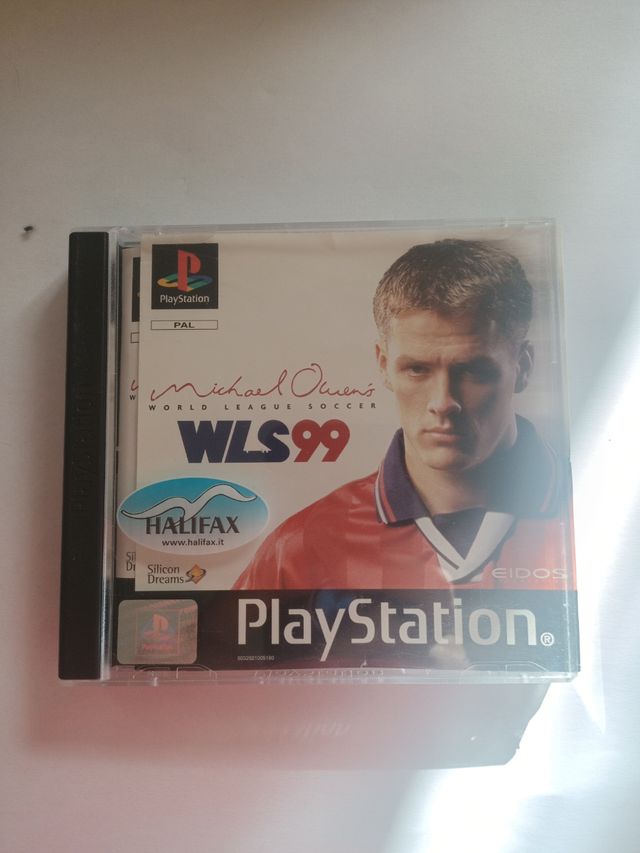 PlayStation
PAL
Michael Owen's
WORLD LEAGUE SOCCER
WLS99
HALIFAX
www.halifax.it
Silicon
Dreams
EIDOS
PlayStation®